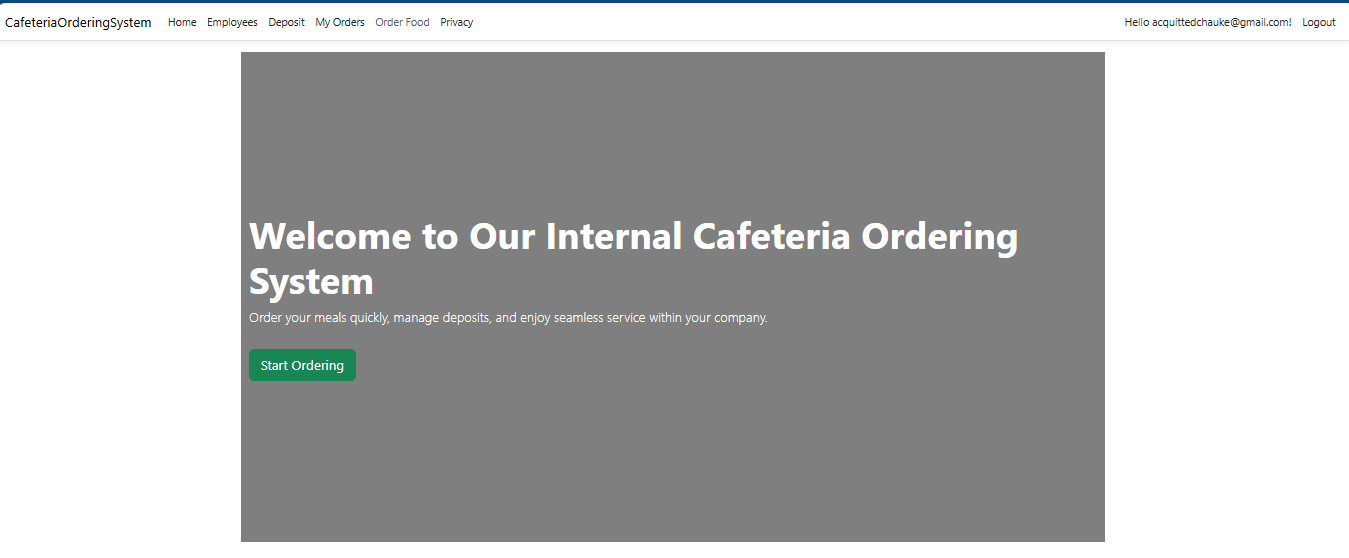 CafeteriaOrderingSystem Home Employees Deposit My Orders Order Food Privacy Hello acquittedchauke@gmail.com! Logout
Welcome to Our Internal Cafeteria Ordering
System
Order your meals quickly, manage deposits, and enjoy seamless service within your company.
Start Ordering